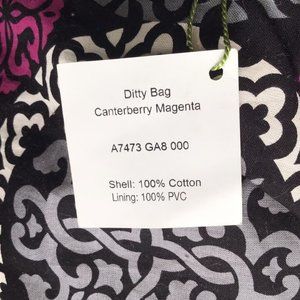 Ditty Bag
Canterberry Magenta
A7473 GA8 000
Shell: 100% Cotton
Lining: 100% PVC